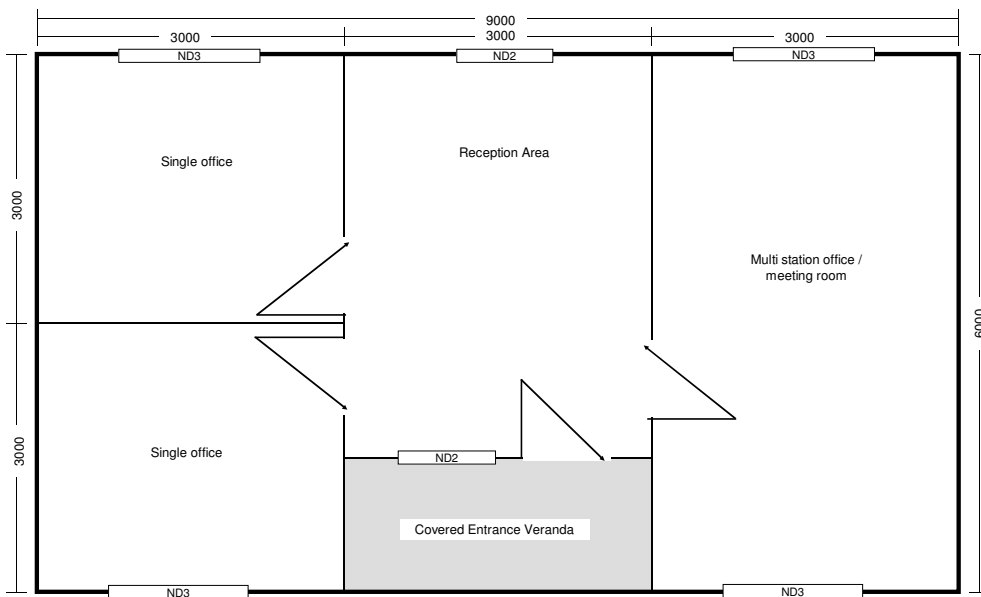 9000
3000
3000
3000
ND3
ND2
ND3
Reception Area
Single office
3000
Multi station office /
meeting room
6000
3000
Single office
ND2
Covered Entrance Veranda
ND3
ND3